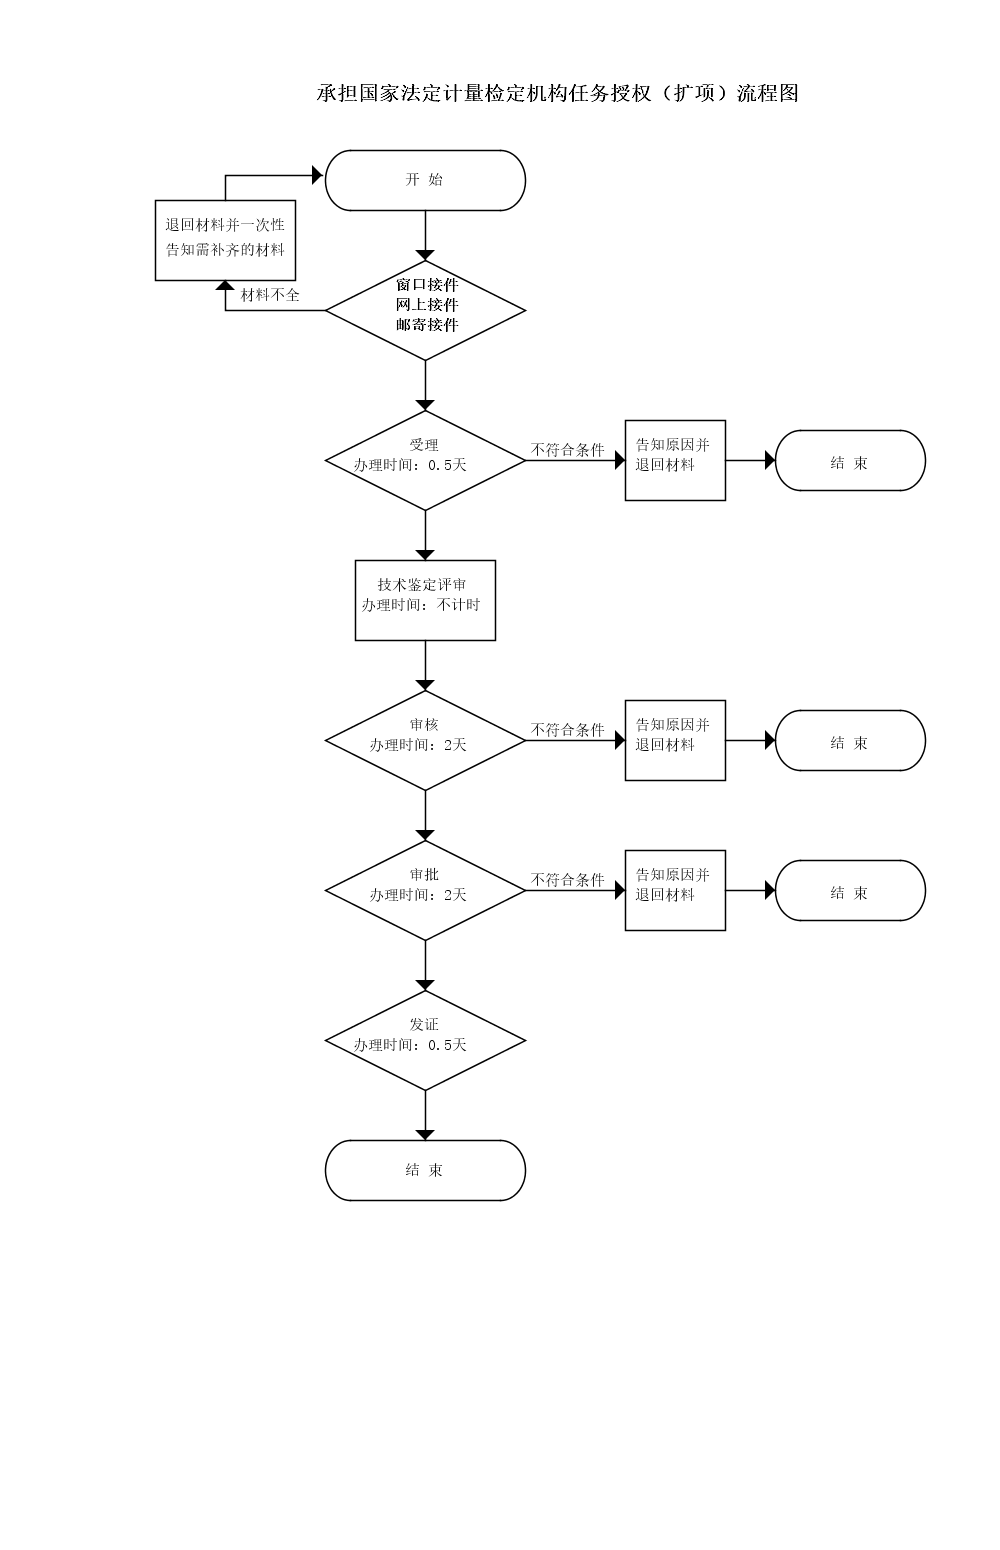 承担国家法定计量检定机构任务授权（扩项）流程图
开 始
退回材料并一次性
告知需补齐的材料
材料不全
窗口接件
网上接件
邮寄接件
受理
办理时间：0.5天
不符合条件
告知原因并
退回材料
结 束
技术鉴定评审
办理时间：不计时
审核
办理时间：2天
不符合条件
告知原因并
退回材料
结 束
审批
办理时间：2天
不符合条件
告知原因并
退回材料
结 束
发证
办理时间：0.5天
结 束